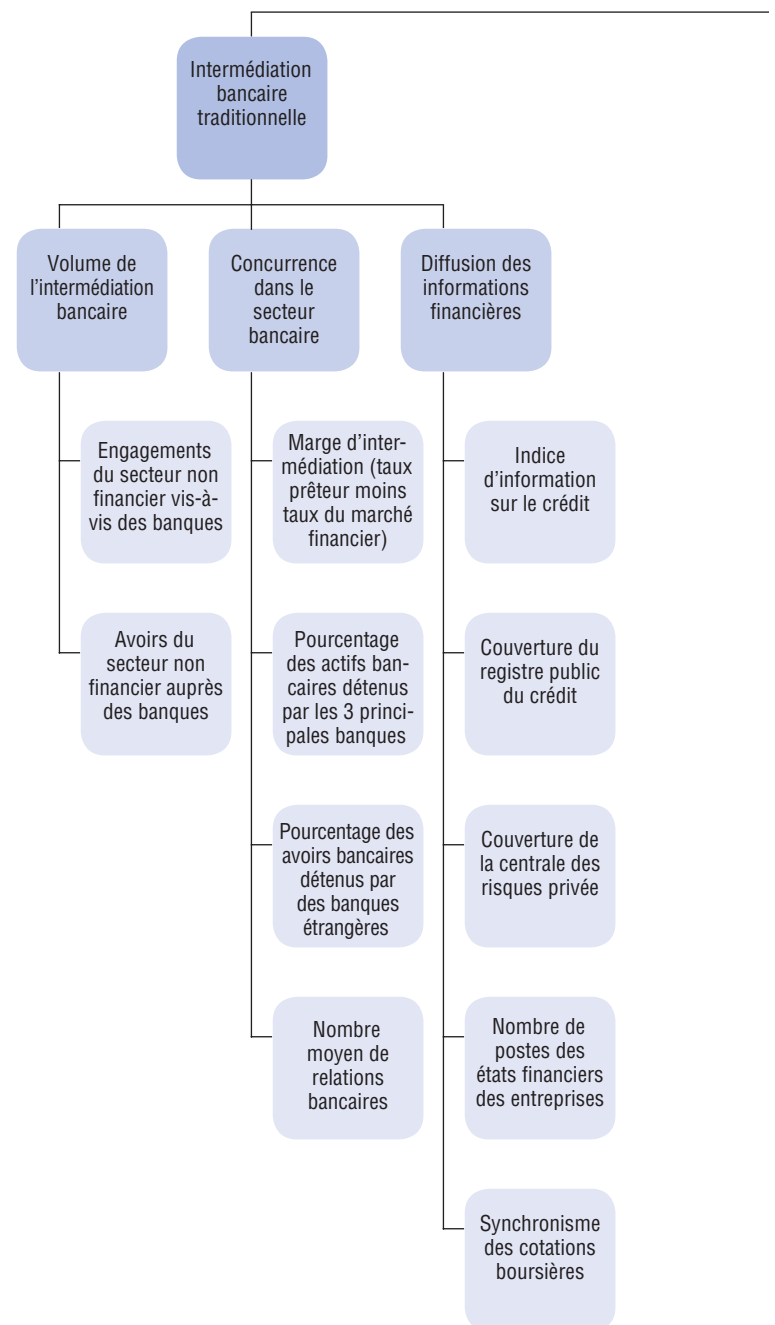 Intermédiation
bancaire
traditionnelle
Volume de
l'intermédiation
bancaire
Concurrence
dans le
secteur
bancaire
Diffusion des
informations
financières
Engagements
du secteur non
financier vis-à-
vis des banques
Avoirs du
secteur non
financier auprès
des banques
Marge d'inter-
médiation (taux
prêteur moins
taux du marché
financier)
Pourcentage
des actifs ban-
caires détenus
par les 3 princi-
pales banques
Pourcentage des
avoirs bancaires
détenus par
des banques
étrangères
Nombre
moyen de
relations
bancaires
Indice
d'information
sur le crédit
Couverture du
registre public
du crédit
Couverture de
la centrale des
risques privée
Nombre de
postes des
états financiers
des entreprises
Synchronisme
des cotations
boursières